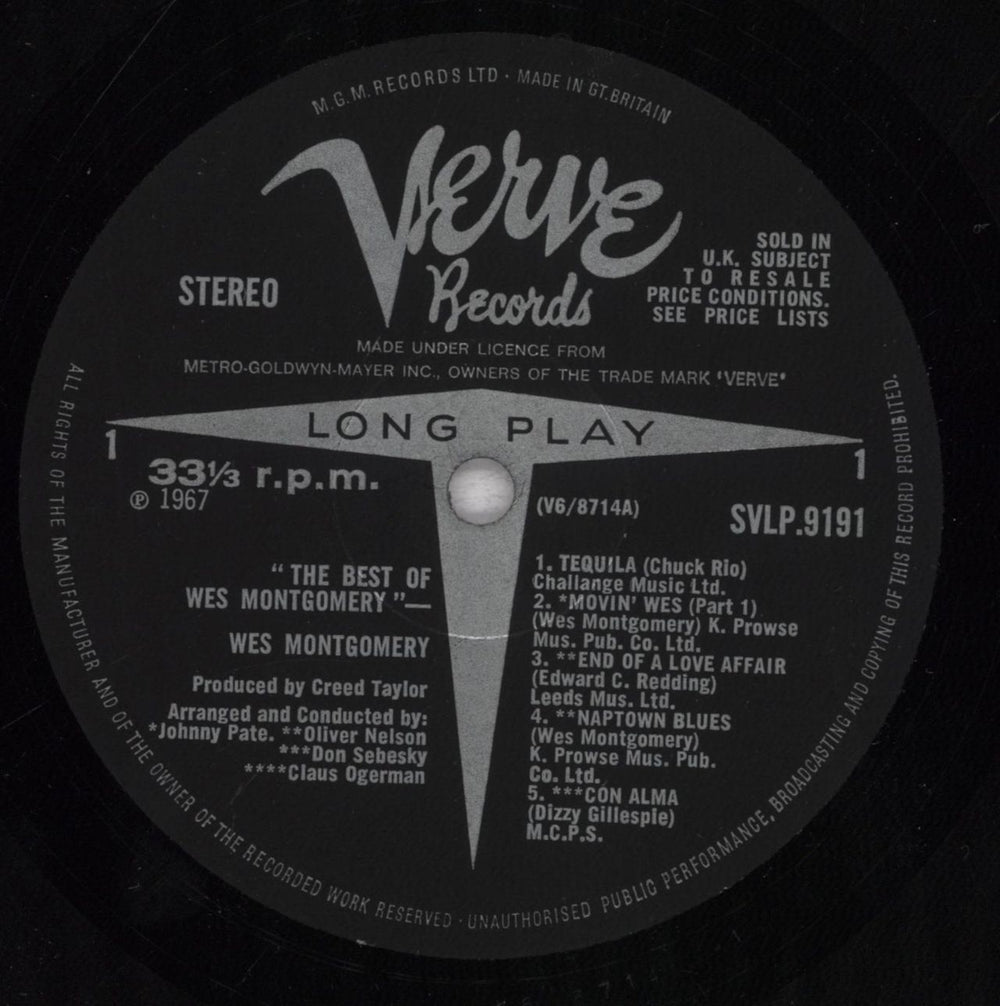 M.G.M. RECORDS LTD · MADE IN GT. BRITAIN
Verve
Records
STEREO
SOLD IN
U.K. SUBJECT
TO RESALE
PRICE CONDITIONS.
SEE PRICE LISTS
MADE UNDER LICENCE FROM
METRO-GOLDWYN-MAYER INC., OWNERS OF THE TRADE MARK 'VERVE'
LONG PLAY
1
1
33⅓ r.p.m.
℗ 1967
(V6/8714A)
SVLP.9191
"THE BEST OF
WES MONTGOMERY"—
WES MONTGOMERY
Produced by Creed Taylor
Arranged and Conducted by:
*Johnny Pate. **Oliver Nelson
***Don Sebesky
****Claus Ogerman
1. TEQUILA (Chuck Rio)
Challange Music Ltd.
2. *MOVIN' WES (Part 1)
(Wes Montgomery) K. Prowse
Mus. Pub. Co. Ltd.
3. **END OF A LOVE AFFAIR
(Edward C. Redding)
Leeds Mus. Ltd.
4. **NAPTOWN BLUES
(Wes Montgomery)
K. Prowse Mus. Pub.
Co. Ltd.
5. ***CON ALMA
(Dizzy Gillespie)
M.C.P.S.
ALL RIGHTS OF THE MANUFACTURER AND OF THE OWNER OF THE RECORDED WORK RESERVED · UNAUTHORISED PUBLIC PERFORMANCE, BROADCASTING AND COPYING OF THIS RECORD PROHIBITED.